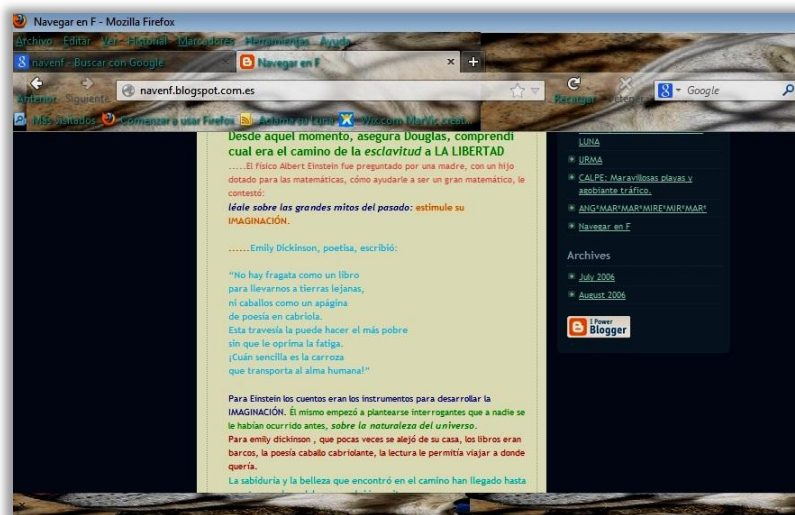 Navegar en F - Mozilla Firefox
Archivo Editar Ver Historial Marcadores Herramientas Ayuda
navenf - Buscar con Google
Navegar en F
Anterior Siguiente
navenf.blogspot.com.es
Recargar Detener
Google
Más visitados Comenzar a usar Firefox Aclama su Luna Wix.com MarVic creat...
Desde aquel momento, asegura Douglas, comprendí
cual era el camino de la esclavitud a LA LIBERTAD
.....El físico Albert Einstein fue preguntado por una madre, con un hijo
dotado para las matemáticas, cómo ayudarle a ser un gran matemático, le
contestó:
léale sobre las grandes mitos del pasado: estimule su
IMAGINACIÓN.
......Emily Dickinson, poetisa, escribió:
“No hay fragata como un libro
para llevarnos a tierras lejanas,
ni caballos como un apágina
de poesía en cabriola.
Esta travesía la puede hacer el más pobre
sin que le oprima la fatiga.
¡Cuán sencilla es la carroza
que transporta al alma humana!"
Para Einstein los cuentos eran los instrumentos para desarrollar la
IMAGINACIÓN. Él mismo empezó a plantearse interrogantes que a nadie se
le habían ocurrido antes, sobre la naturaleza del universo.
Para emily dickinson , que pocas veces se alejó de su casa, los libros eran
barcos, la poesía caballo cabriolante, la lectura le permitía viajar a donde
quería.
La sabiduría y la belleza que encontró en el camino han llegado hasta
LUNA
URMA
CALPE: Maravillosas playas y
agobiante tráfico.
ANG*MAR*MAR*MIRE*MIR*MAR*
Navegar en F
Archives
July 2006
August 2006
I Power
Blogger